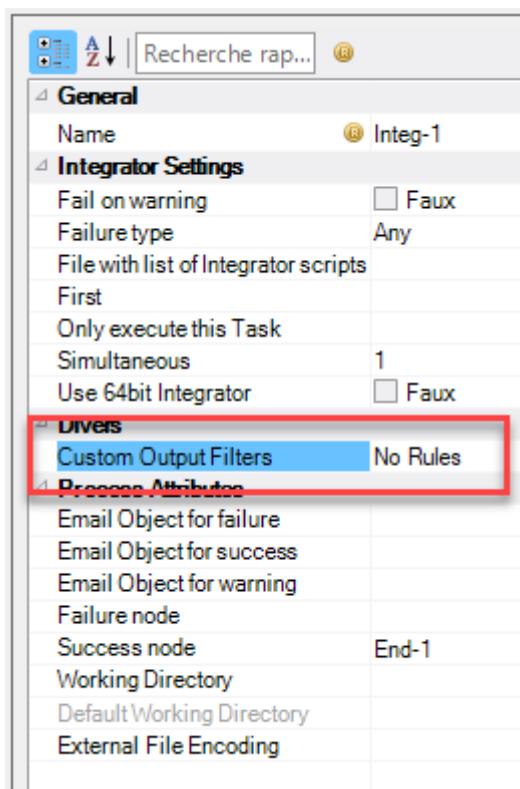 A
Z
Recherche rap...
General
Name Integ-1
Integrator Settings
Fail on warning Faux
Failure type Any
File with list of Integrator scripts
First
Only execute this Task
Simultaneous 1
Use 64bit Integrator Faux
Divers
Custom Output Filters No Rules
Process Attributes
Email Object for failure
Email Object for success
Email Object for warning
Failure node
Success node End-1
Working Directory
Default Working Directory
External File Encoding